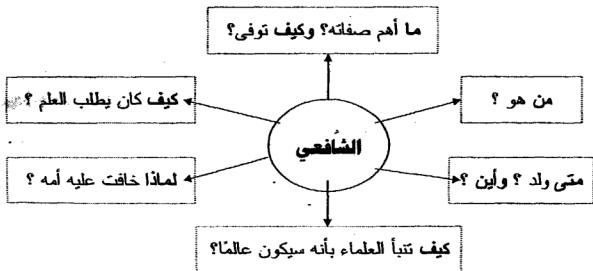 ما أهم صفاته؟ وكيف توفى؟
من هو ؟
كيف كان يطلب العلم ؟
الشافعي
متى ولد ؟ وأين ؟
لماذا خافت عليه أمه ؟
كيف تنبأ العلماء بأنه سيكون عالمًا؟